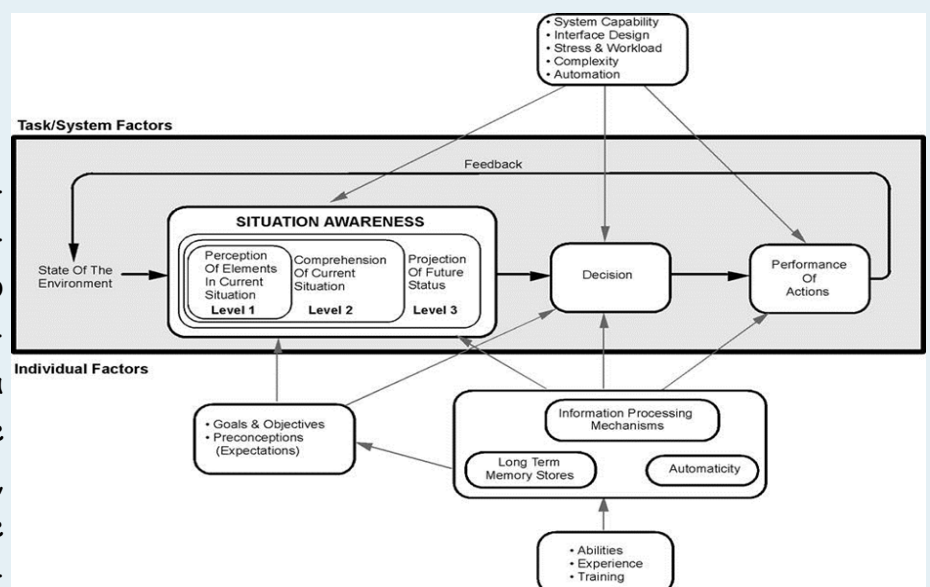 • System Capability
• Interface Design
• Stress & Workload
• Complexity
• Automation
Task/System Factors
Feedback
SITUATION AWARENESS
State Of The
Environment
Perception
Of Elements
In Current
Situation
Level 1
Comprehension
Of Current
Situation
Level 2
Projection
Of Future
Status
Level 3
Decision
Performance
Of
Actions
Individual Factors
• Goals & Objectives
• Preconceptions
(Expectations)
Information Processing
Mechanisms
Long Term
Memory Stores
Automaticity
• Abilities
• Experience
• Training